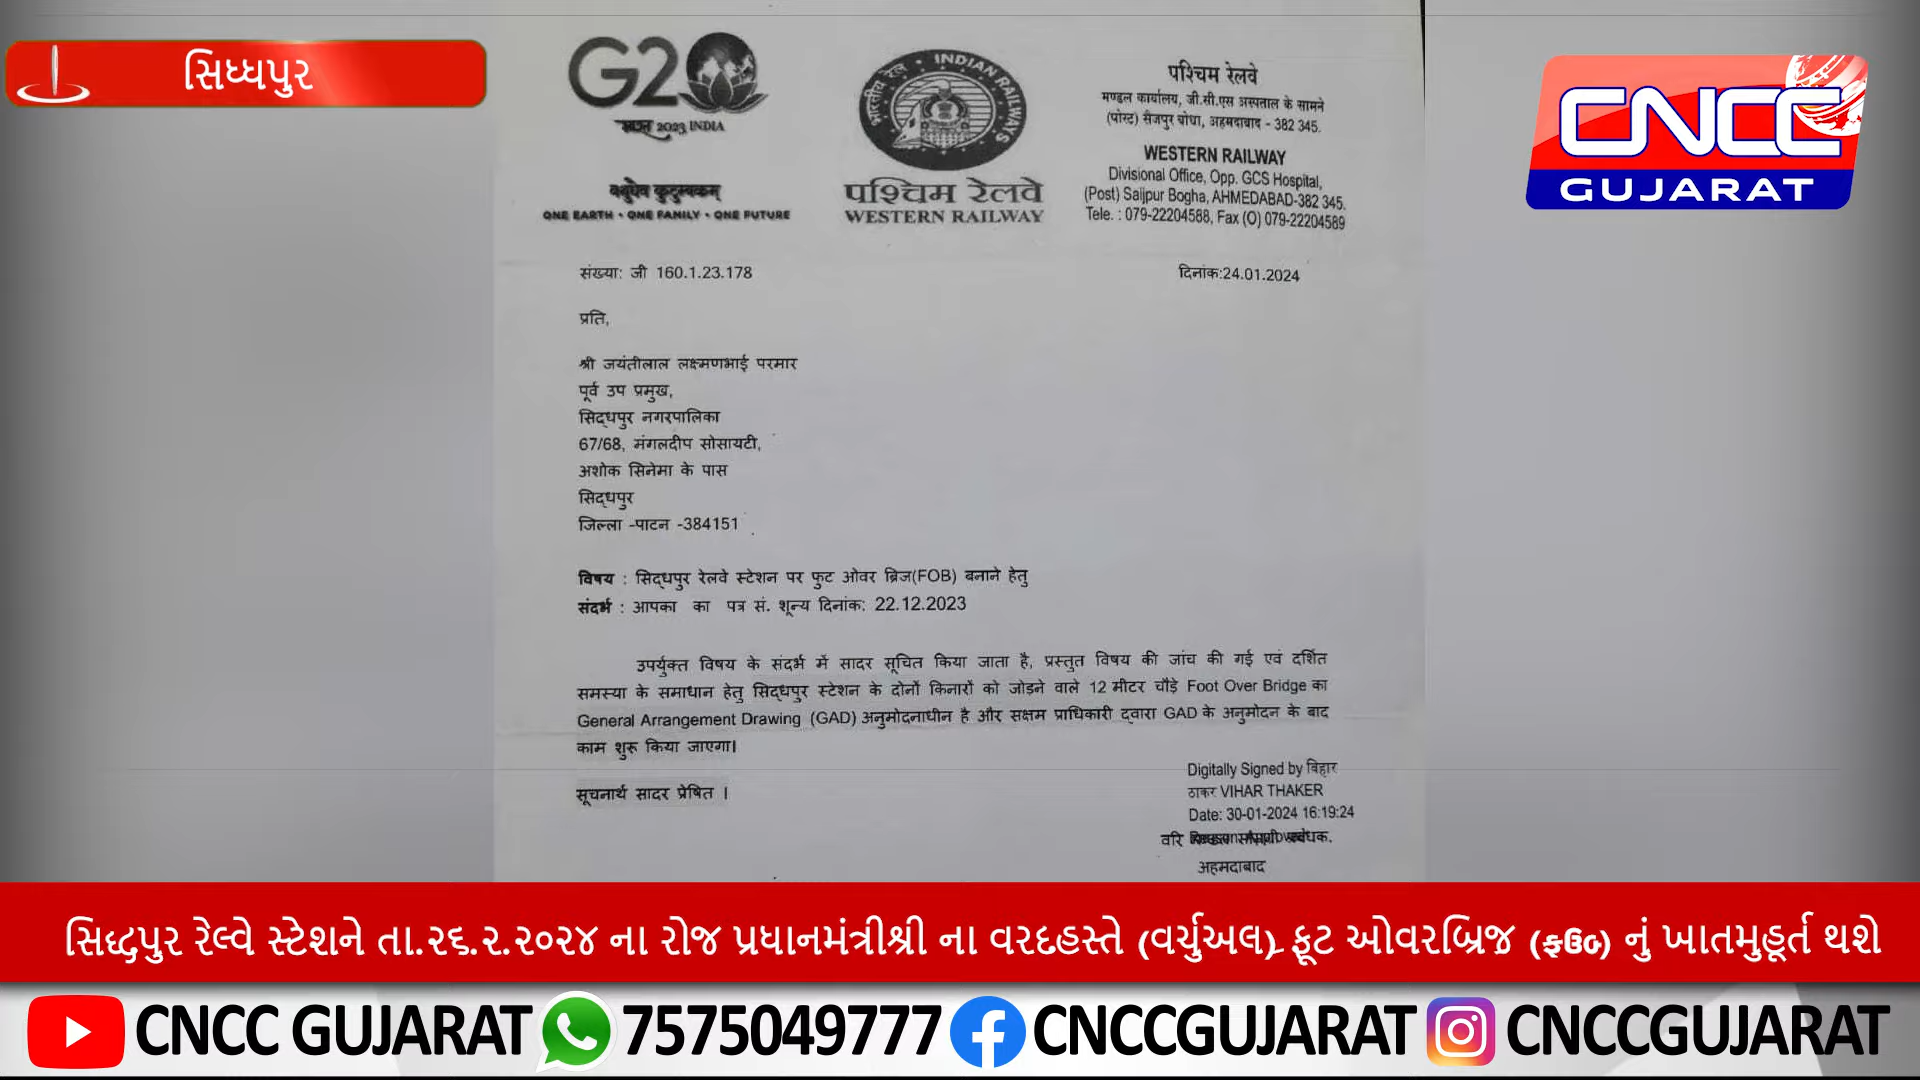 સિધ્ધપુર
G20
2023 INDIA
वसुधैव कुटुम्बकम्
ONE EARTH • ONE FAMILY • ONE FUTURE
भारतीय रेल • INDIAN RAILWAYS
पश्चिम रेलवे
WESTERN RAILWAY
पश्चिम रेलवे
मण्डल कार्यालय, जी.सी.एस अस्पताल के सामने
(पोस्ट) सैजपुर बोघा, अहमदाबाद - 382 345.
WESTERN RAILWAY
Divisional Office, Opp. GCS Hospital,
(Post) Saijpur Bogha, AHMEDABAD-382 345.
Tele. : 079-22204588, Fax (O) 079-22204589
CNCC
GUJARAT
संख्या: जी 160.1.23.178
दिनांक:24.01.2024
प्रति,
श्री जयंतीलाल लक्ष्मणभाई परमार
पूर्व उप प्रमुख,
सिद्धपुर नगरपालिका
67/68, मंगलदीप सोसायटी,
अशोक सिनेमा के पास
सिद्धपुर
जिल्ला -पाटन -384151
विषय : सिद्धपुर रेलवे स्टेशन पर फुट ओवर ब्रिज(FOB) बनाने हेतु
संदर्भ : आपका का पत्र सं. शून्य दिनांक: 22.12.2023
उपर्युक्त विषय के संदर्भ में सादर सूचित किया जाता है, प्रस्तुत विषय की जांच की गई एवं दर्शित
समस्या के समाधान हेतु सिद्धपुर स्टेशन के दोनों किनारों को जोड़ने वाले 12 मीटर चौड़े Foot Over Bridge का
General Arrangement Drawing (GAD) अनुमोदनाधीन है और सक्षम प्राधिकारी द्वारा GAD के अनुमोदन के बाद
काम शुरू किया जाएगा।
सूचनार्थ सादर प्रेषित ।
Digitally Signed by बिहार
ठाकर VIHAR THAKER
Date: 30-01-2024 16:19:24
वरि
अहमदाबाद
સિદ્ધપુર રેલ્વે સ્ટેશને તા.૨૬.૨.૨૦૨૪ ના રોજ પ્રધાનમંત્રીશ્રી ના વરદહસ્તે (વર્ચુઅલ) ફૂટ ઓવરબ્રિજ નું ખાતમુહૂર્ત થશે
CNCC GUJARAT 7575049777 CNCCGUJARAT CNCCGUJARAT